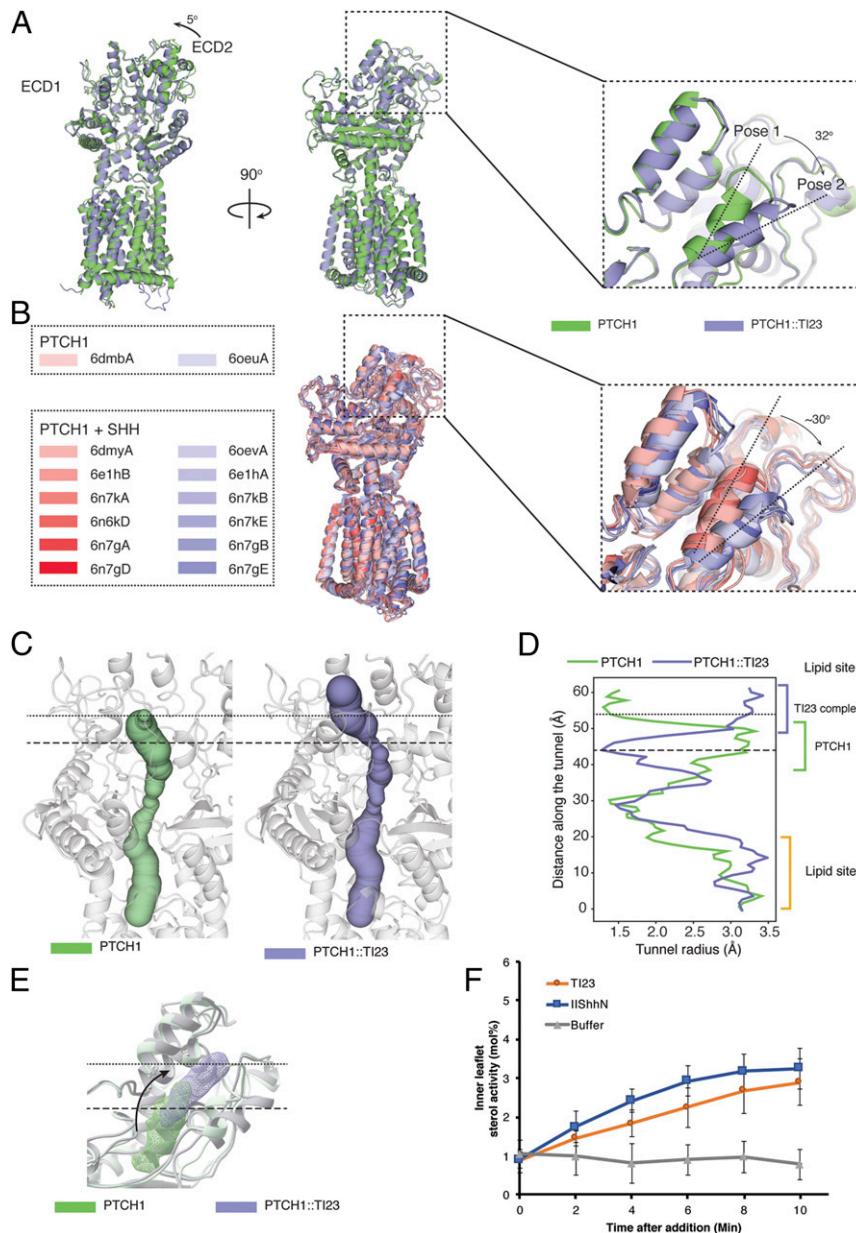 A
5°
ECD2
ECD1
90°
Pose 1
32°
Pose 2
PTCH1
PTCH1::TI23
B
PTCH1
6dmbA
6oeuA
PTCH1 + SHH
6dmyA
6oevA
6e1hB
6e1hA
6n7kA
6n7kB
6n6kD
6n7kE
6n7gA
6n7gB
6n7gD
6n7gE
~30°
C
PTCH1
PTCH1::TI23
D
PTCH1
PTCH1::TI23
Lipid site
TI23 comple
PTCH1
Lipid site
Distance along the tunnel (Å)
60
50
40
30
20
10
0
1.5
2.0
2.5
3.0
3.5
Tunnel radius (Å)
E
PTCH1
PTCH1::TI23
F
TI23
IIShhN
Buffer
Inner leaflet
sterol activity (mol%)
6
5
4
3
2
1
0
0
2
4
6
8
10
Time after addition (Min)